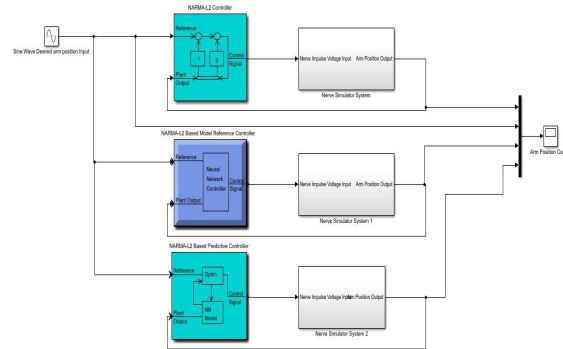 NARMA-L2 Controller
Reference
f
g
Plant
Output
Control
Signal
Nerve Impulse Voltage Input
Arm Position Output
Nerve Simulator System
Sine Wave Desired arm position Input
NARMA-L2 Based Model Reference Controller
Reference
Neural
Network
Controller
Plant Output
Control
Signal
Nerve Impulse Voltage Input
Arm Position Output
Nerve Simulator System 1
Arm Position Ou
NARMA-L2 Based Predictive Controller
Reference
Optim.
NN
Model
Plant
Output
Control
Signal
Nerve Impulse Voltage Input
Arm Position Output
Nerve Simulator System 2